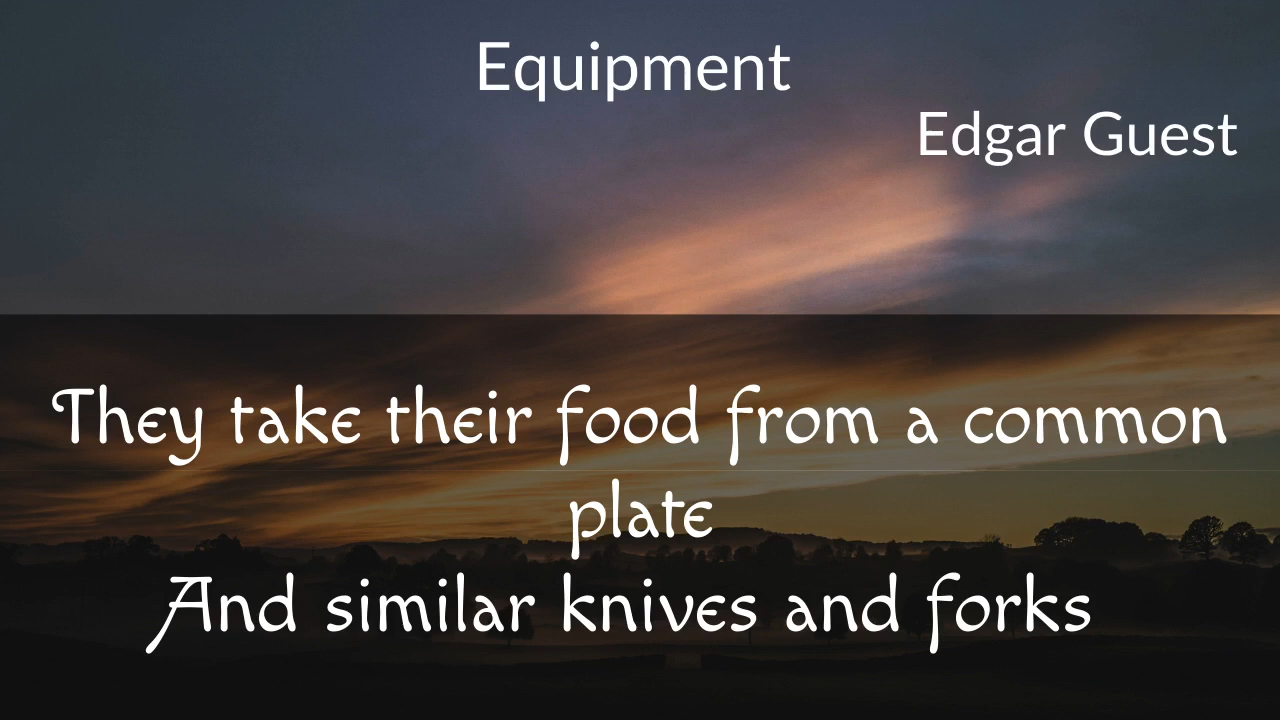 Equipment
Edgar Guest
They take their food from a common
plate
And similar knives and forks